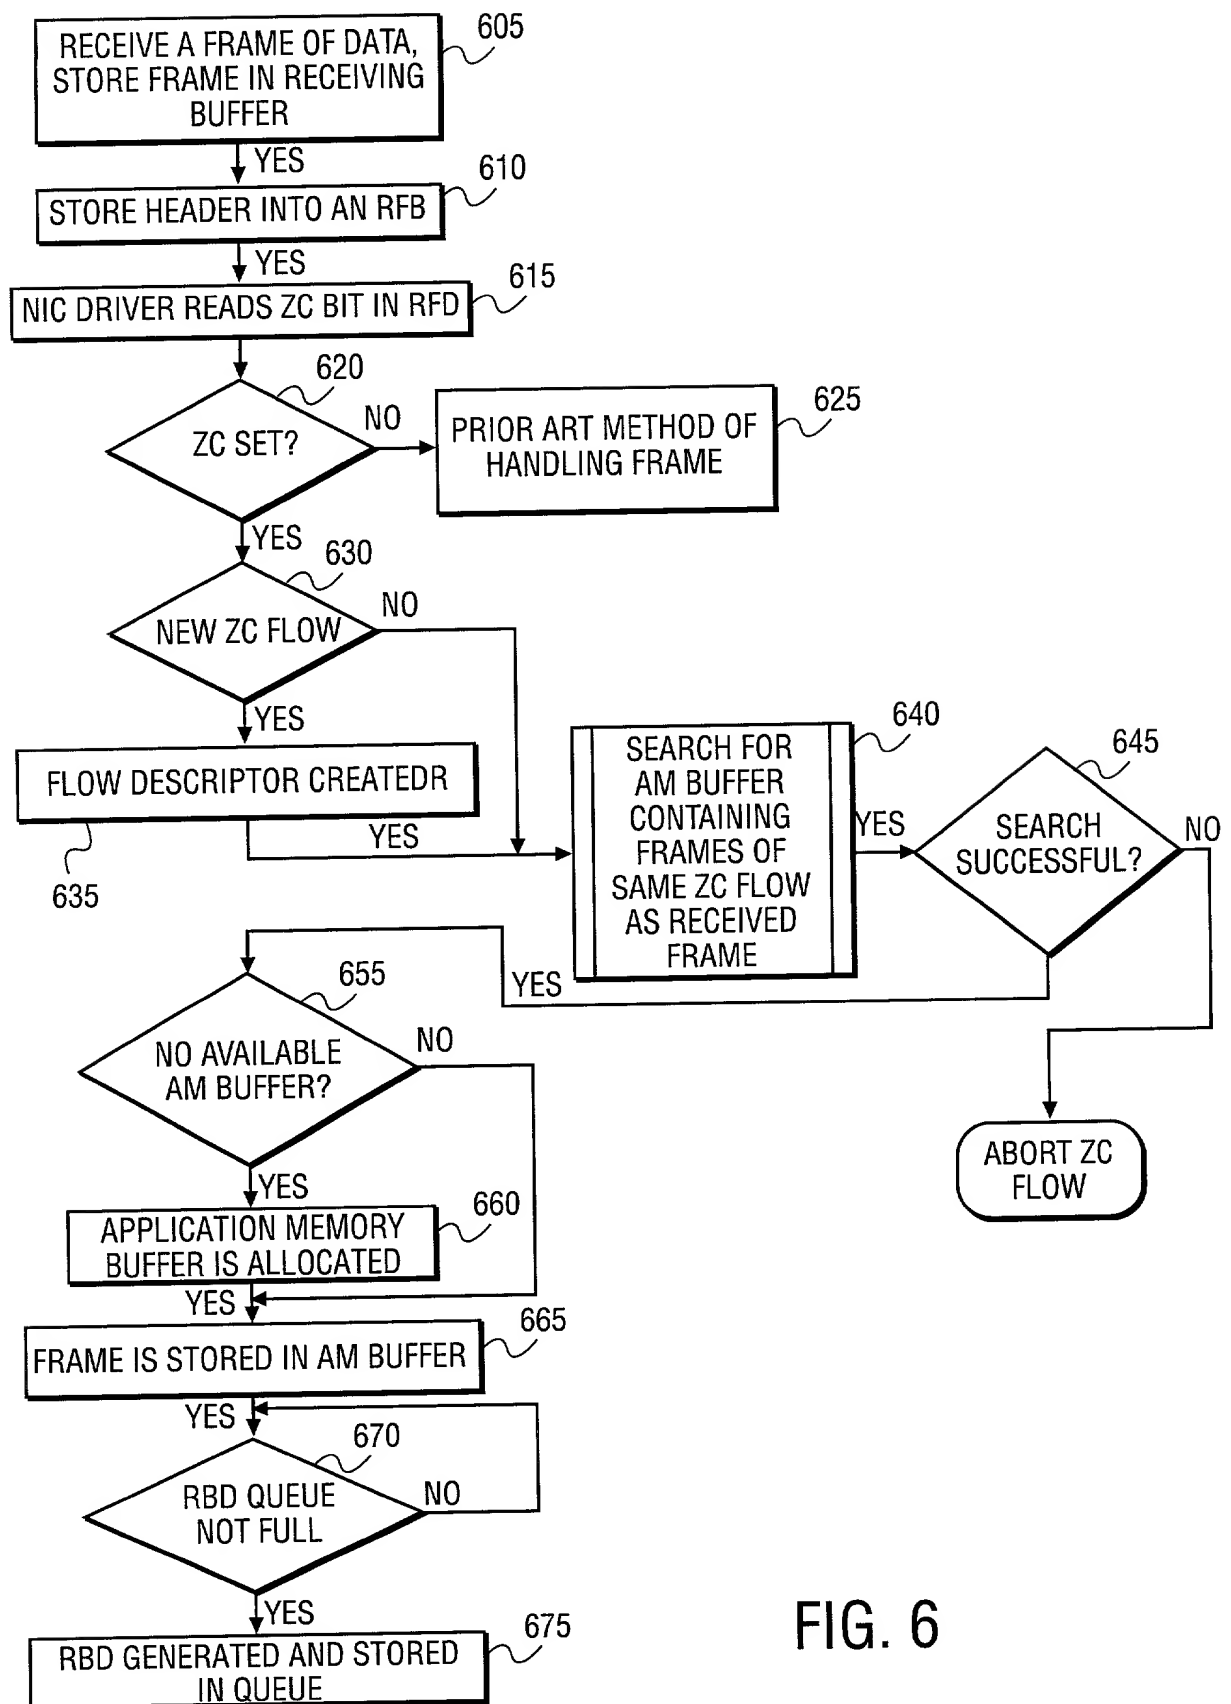 RECEIVE A FRAME OF DATA,
STORE FRAME IN RECEIVING
BUFFER
605
YES
STORE HEADER INTO AN RFB
610
YES
NIC DRIVER READS ZC BIT IN RFD
615
ZC SET?
620
NO
PRIOR ART METHOD OF
HANDLING FRAME
625
YES
NEW ZC FLOW
630
NO
YES
FLOW DESCRIPTOR CREATEDR
635
YES
SEARCH FOR
AM BUFFER
CONTAINING
FRAMES OF
SAME ZC FLOW
AS RECEIVED
FRAME
640
YES
SEARCH
SUCCESSFUL?
645
NO
YES
ABORT ZC
FLOW
NO AVAILABLE
AM BUFFER?
655
NO
YES
APPLICATION MEMORY
BUFFER IS ALLOCATED
660
YES
FRAME IS STORED IN AM BUFFER
665
YES
RBD QUEUE
NOT FULL
670
NO
YES
RBD GENERATED AND STORED
IN QUEUE
675
FIG. 6